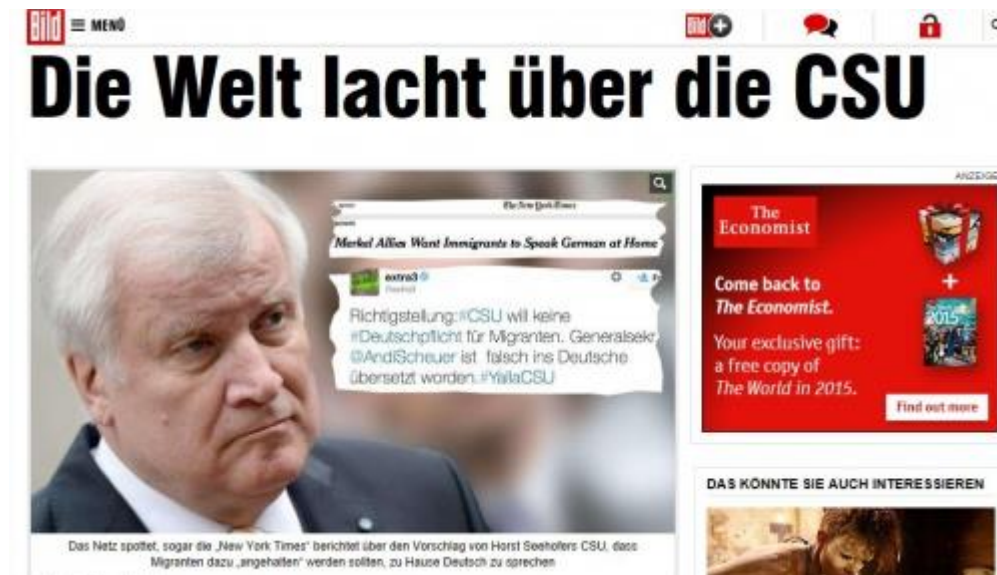 Bild ≡ MENÜ
Bild +
Die Welt lacht über die CSU
The New York Times
Merkel Allies Want Immigrants to Speak German at Home
extra3
Richtigstellung: #CSU will keine
#Deutschpflicht für Migranten. Generalsekr.
@AndiScheuer ist falsch ins Deutsche
übersetzt worden. #YallaCSU
Das Netz spottet, sogar die „New York Times“ berichtet über den Vorschlag von Horst Seehofers CSU, dass
Migranten dazu „angehalten“ werden sollten, zu Hause Deutsch zu sprechen
ANZEIGE
The
Economist
Come back to
The Economist.
Your exclusive gift:
a free copy of
The World in 2015.
+
2015
Find out more
DAS KÖNNTE SIE AUCH INTERESSIEREN